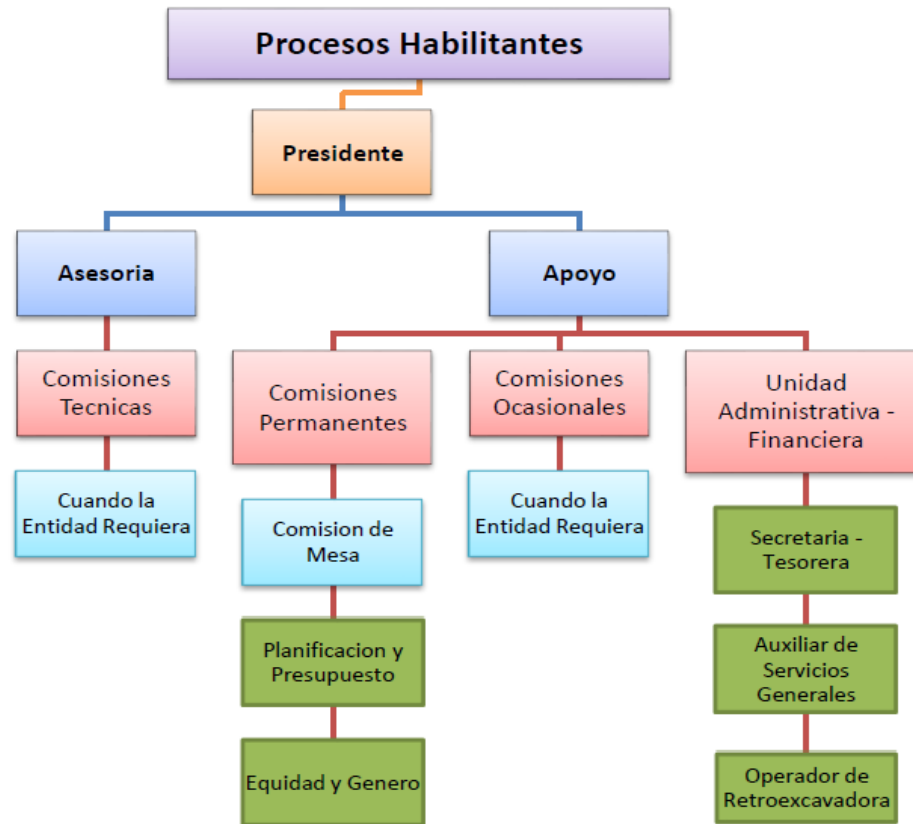 Procesos Habilitantes
Presidente
Asesoria
Apoyo
Comisiones
Tecnicas
Comisiones
Permanentes
Comisiones
Ocasionales
Unidad
Administrativa -
Financiera
Cuando la
Entidad Requiera
Comision de
Mesa
Cuando la
Entidad Requiera
Secretaria -
Tesorera
Planificacion y
Presupuesto
Auxiliar de
Servicios
Generales
Equidad y Genero
Operador de
Retroexcavadora